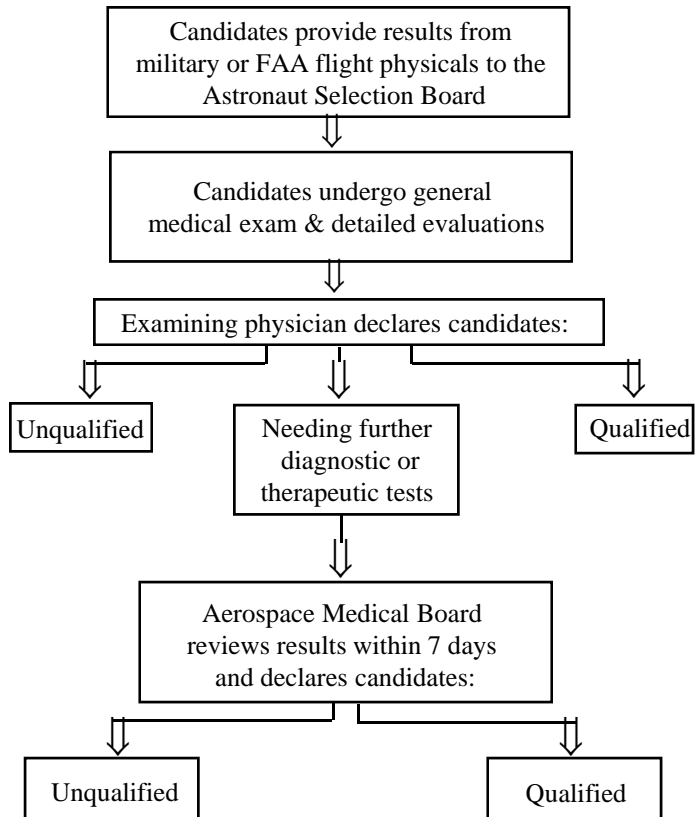 Candidates provide results from
military or FAA flight physicals to the
Astronaut Selection Board
Candidates undergo general
medical exam & detailed evaluations
Examining physician declares candidates:
Unqualified
Needing further
diagnostic or
therapeutic tests
Qualified
Aerospace Medical Board
reviews results within 7 days
and declares candidates:
Unqualified
Qualified